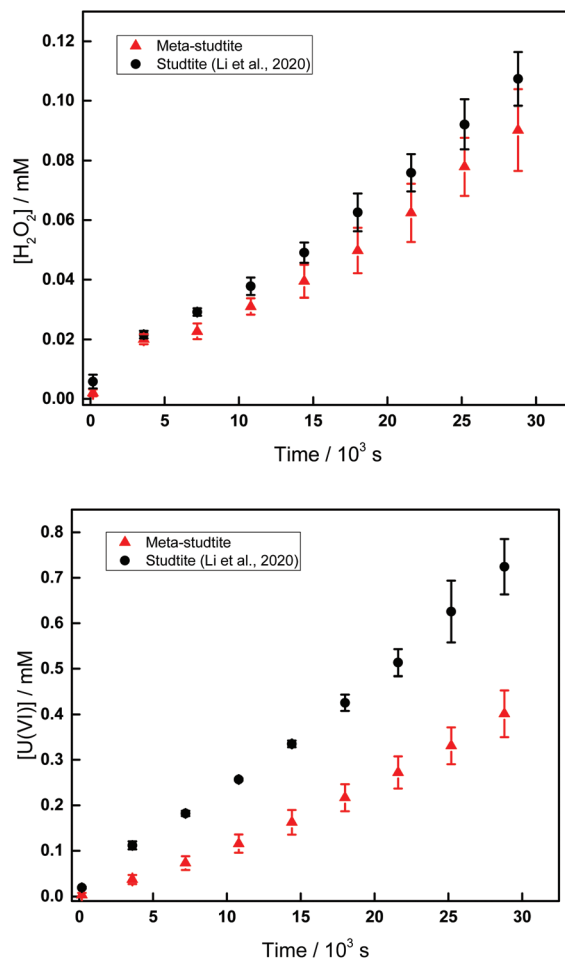 0.12
0.10
0.08
0.06
0.04
0.02
0.00
[H₂O₂] / mM
Meta-studtite
Studtite (Li et al., 2020)
0 5 10 15 20 25 30
Time / 10³ s
0.8
0.7
0.6
0.5
0.4
0.3
0.2
0.1
0.0
[U(VI)] / mM
Meta-studtite
Studtite (Li et al., 2020)
0 5 10 15 20 25 30
Time / 10³ s